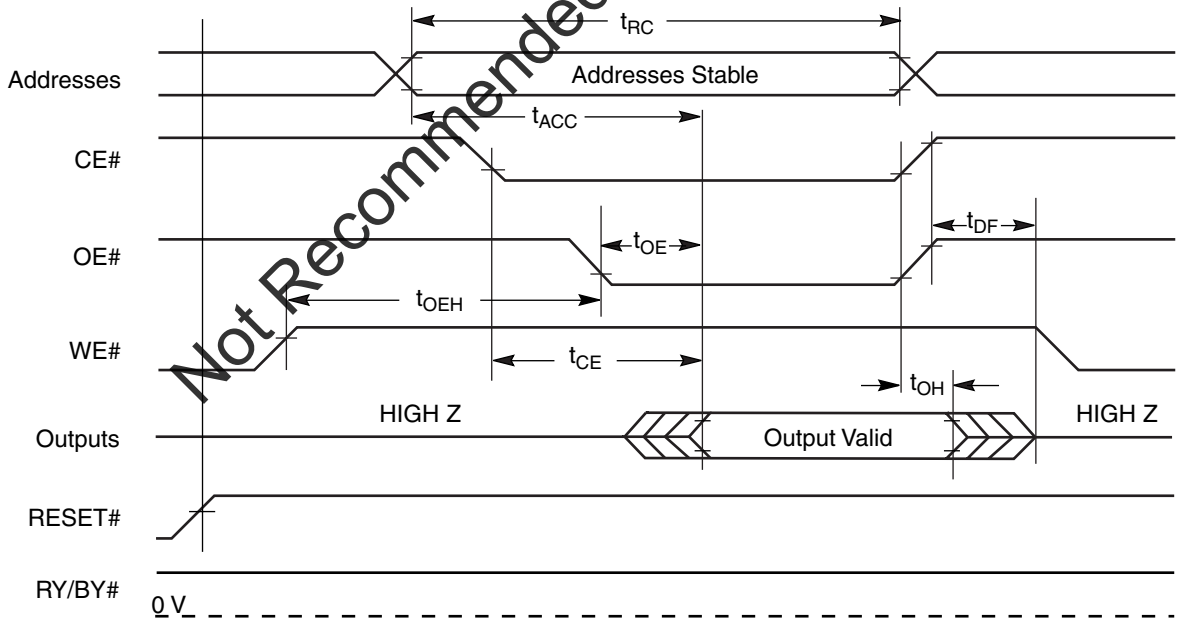 tRC
Addresses
Addresses Stable
tACC
CE#
OE#
tOE
tDF
tOEH
WE#
tCE
tOH
HIGH Z
HIGH Z
Outputs
Output Valid
RESET#
RY/BY#
0 V
Not Recommended